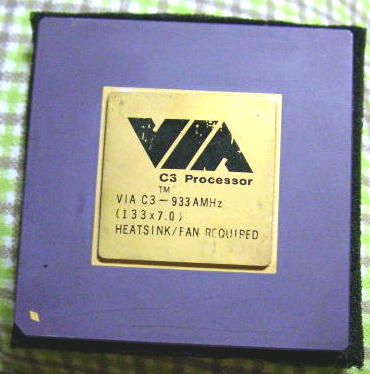 VIA
C3 Processor
TM
VIA C3-933AMHz
(133x7.0)
HEATSINK/FAN REQUIRED